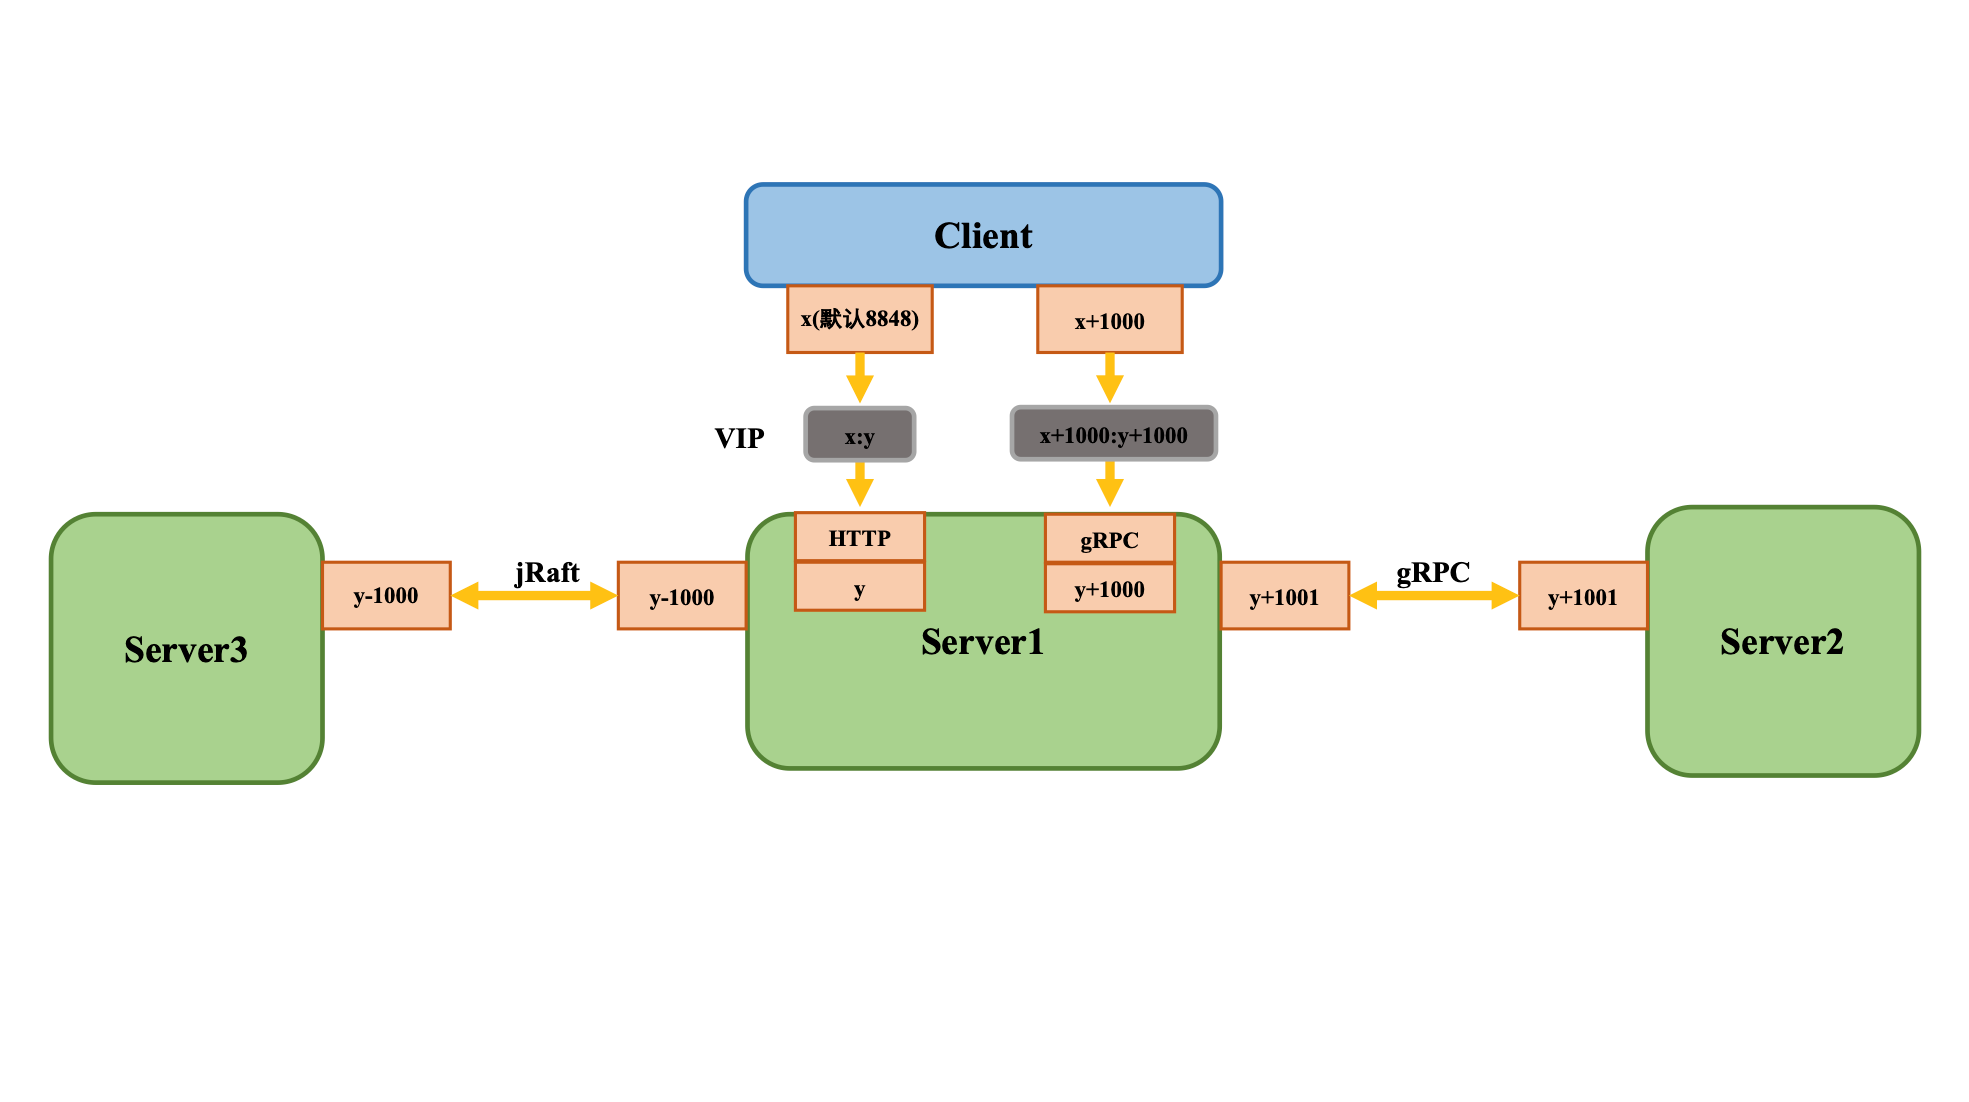 Client
x(默认8848)
x+1000
VIP
x:y
x+1000:y+1000
HTTP
gRPC
y
y+1000
jRaft
gRPC
y-1000
y-1000
y+1001
y+1001
Server3
Server1
Server2